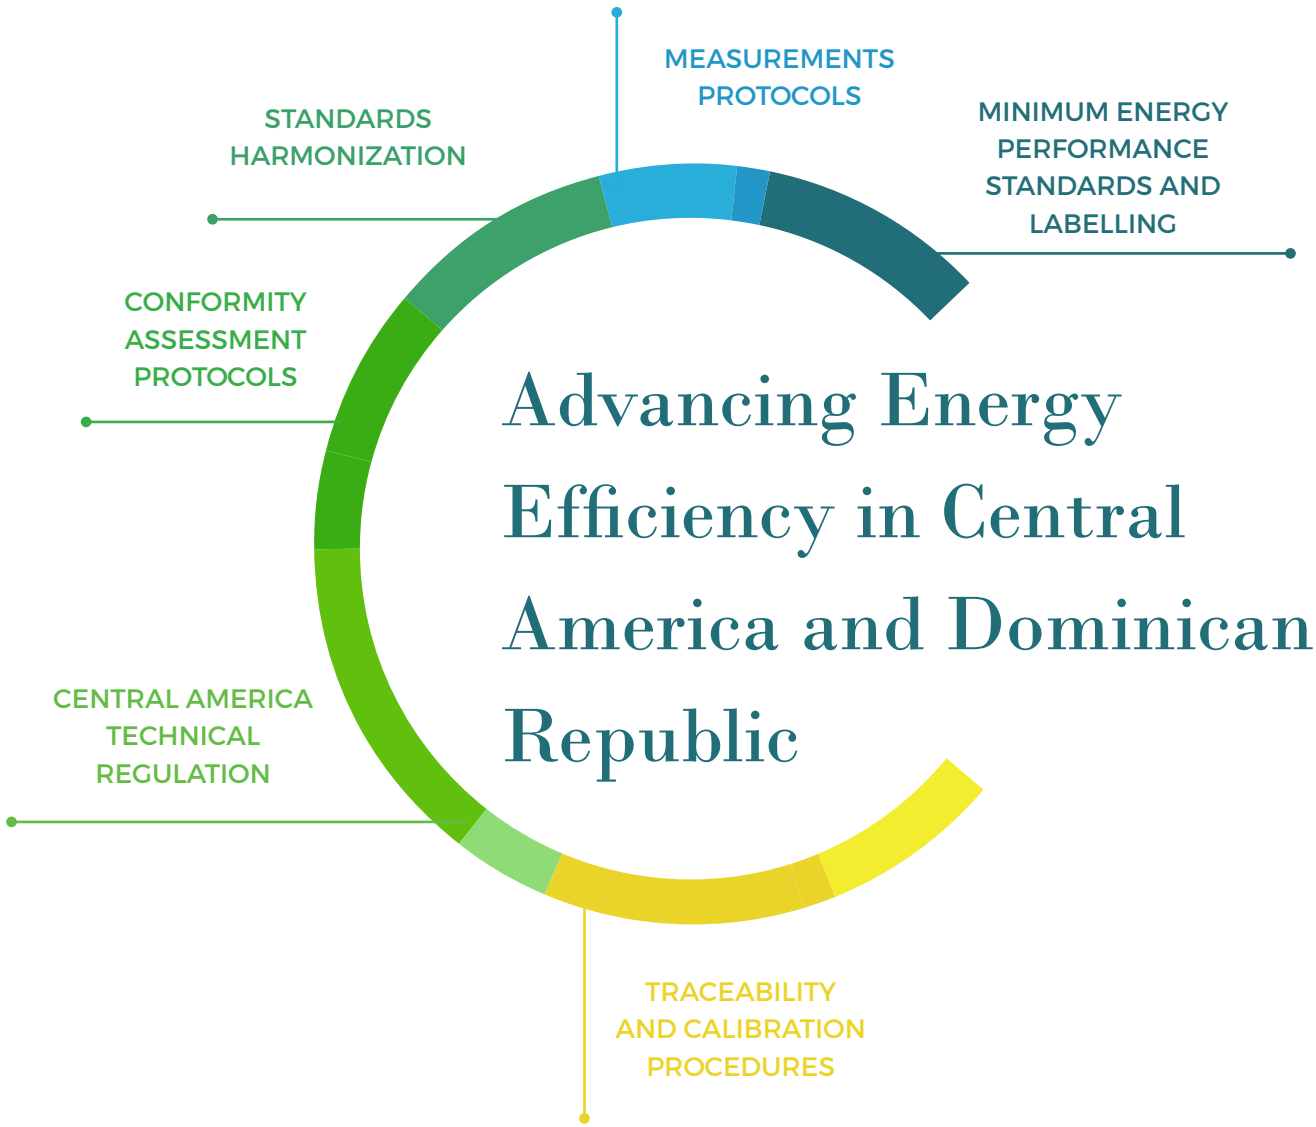 MEASUREMENTS
PROTOCOLS
MINIMUM ENERGY
PERFORMANCE
STANDARDS AND
LABELLING
STANDARDS
HARMONIZATION
CONFORMITY
ASSESSMENT
PROTOCOLS
Advancing Energy
Efficiency in Central
America and Dominican
Republic
CENTRAL AMERICA
TECHNICAL
REGULATION
TRACEABILITY
AND CALIBRATION
PROCEDURES